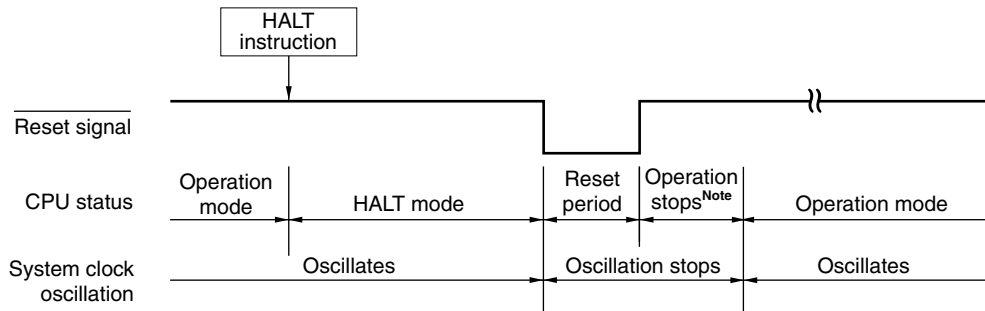 HALT
instruction
Reset signal
CPU status
Operation
mode
HALT mode
Reset
period
Operation
stopsNote
Operation mode
System clock
oscillation
Oscillates
Oscillation stops
Oscillates